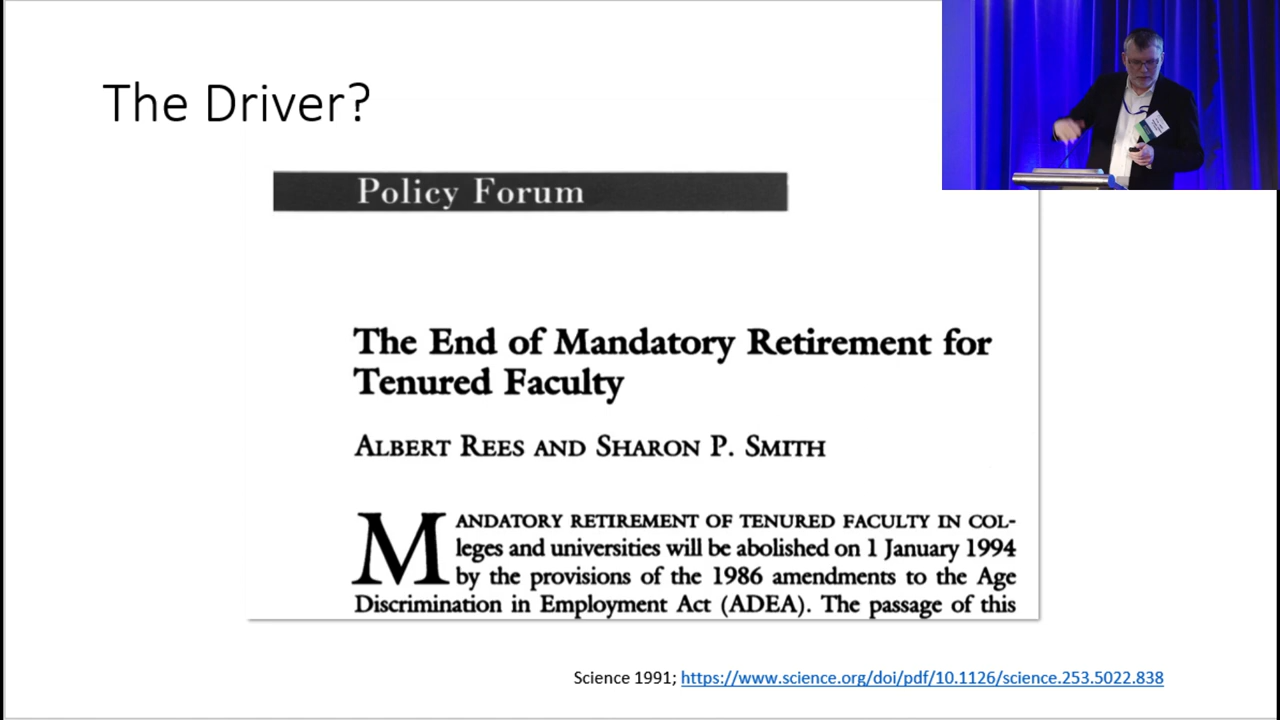 The Driver?
Policy Forum
The End of Mandatory Retirement for
Tenured Faculty
ALBERT REES AND SHARON P. SMITH
MANDATORY RETIREMENT OF TENURED FACULTY IN COL-
leges and universities will be abolished on 1 January 1994
by the provisions of the 1986 amendments to the Age
Discrimination in Employment Act (ADEA). The passage of this
Science 1991; https://www.science.org/doi/pdf/10.1126/science.253.5022.838